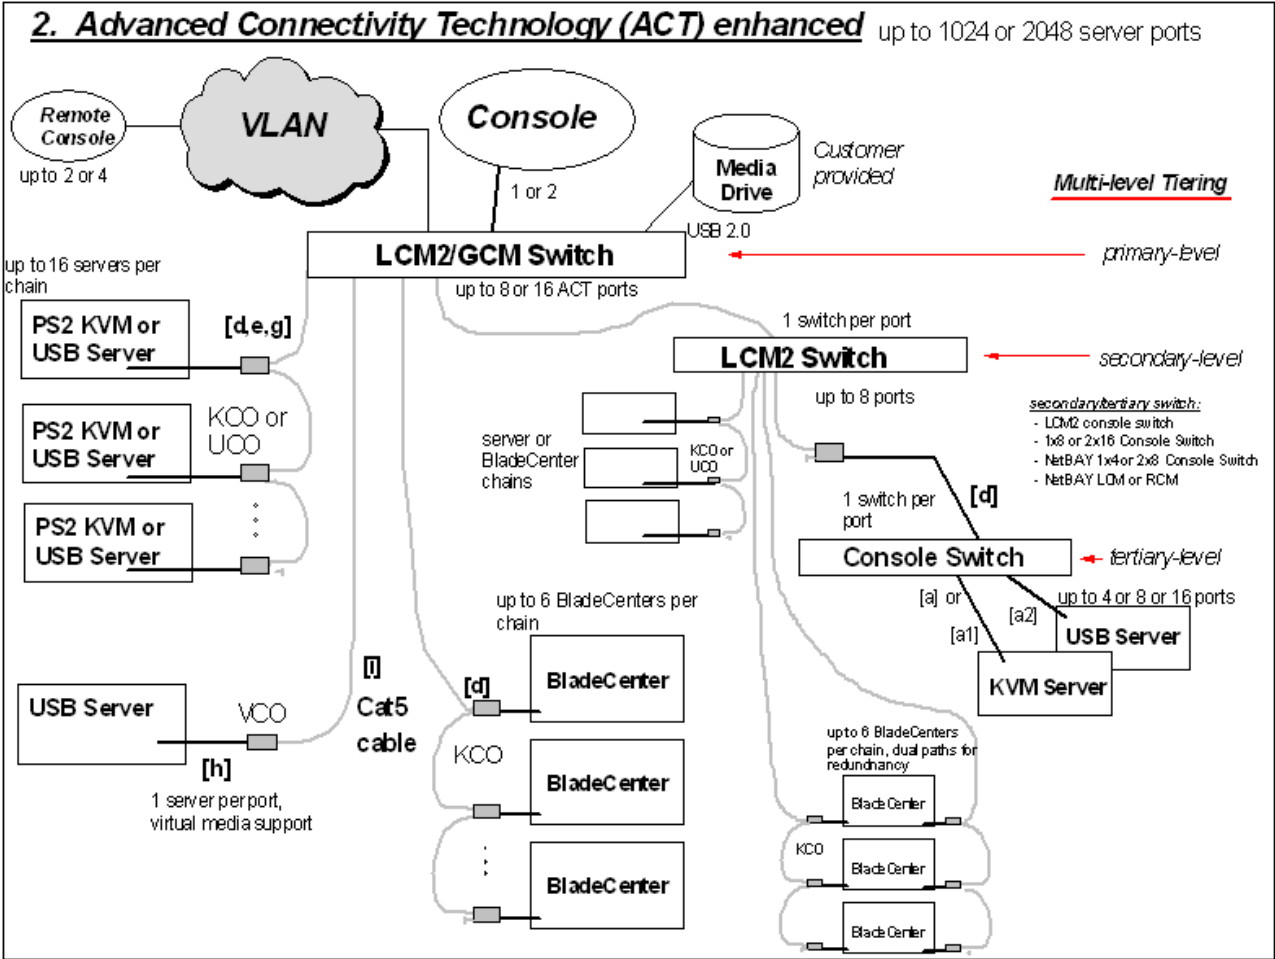 2. Advanced Connectivity Technology (ACT) enhanced up to 1024 or 2048 server ports
Remote
Console
up to 2 or 4
VLAN
Console
1 or 2
Media
Drive
Customer
provided
USB 2.0
Multi-level Tiering
LCM2/GCM Switch
primary-level
up to 8 or 16 ACT ports
up to 16 servers per
chain
PS2 KVM or
USB Server
[d,e,g]
KCO or
UCO
PS2 KVM or
USB Server
PS2 KVM or
USB Server
1 switch per port
LCM2 Switch
secondary-level
up to 8 ports
secondary/tertiary switch:
- LCM2 console switch
- 1x8 or 2x16 Console Switch
- NetBAY 1x4 or 2x8 Console Switch
- NetBAY LCM or RCM
server or
BladeCenter
chains
KCO or
UCO
1 switch per
port
[d]
Console Switch
tertiary-level
up to 4 or 8 or 16 ports
[a] or
[a1]
[a2]
USB Server
KVM Server
USB Server
VCO
[h]
1 server per port,
virtual media support
[l]
Cat5
cable
up to 6 BladeCenters per
chain
[d]
KCO
BladeCenter
BladeCenter
BladeCenter
up to 6 BladeCenters
per chain, dual paths for
redundnancy
KCO
BladeCenter
BladeCenter
BladeCenter